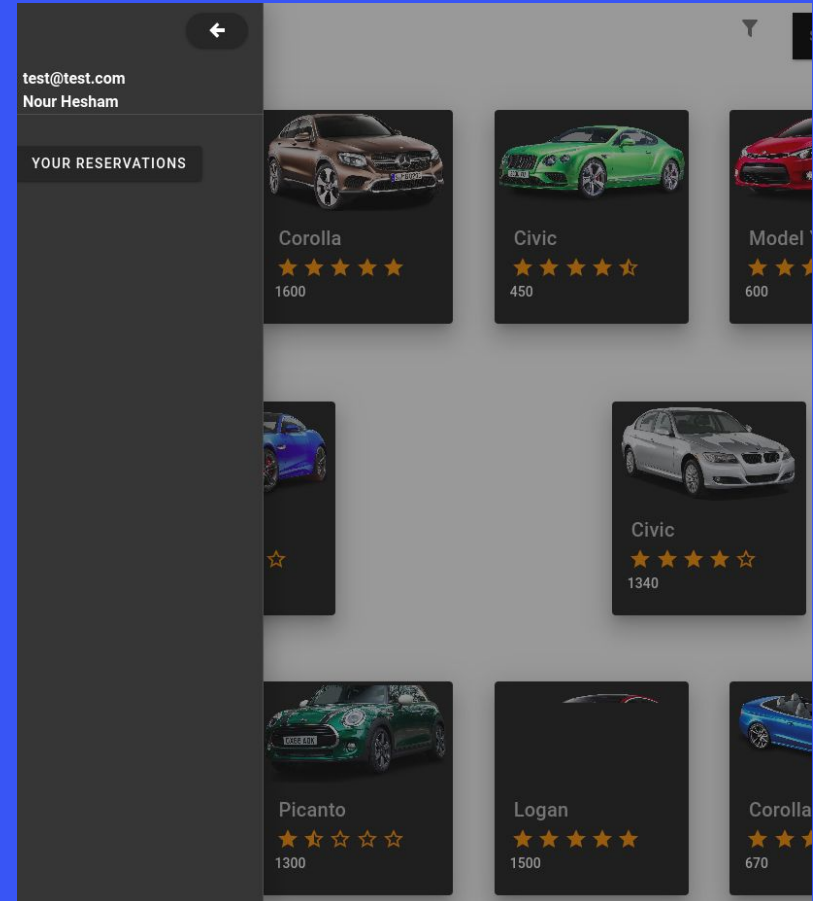 test@test.com
Nour Hesham
YOUR RESERVATIONS
Corolla
1600
Civic
450
Model
600
Civic
1340
Picanto
1300
Logan
1500
Corolla
670